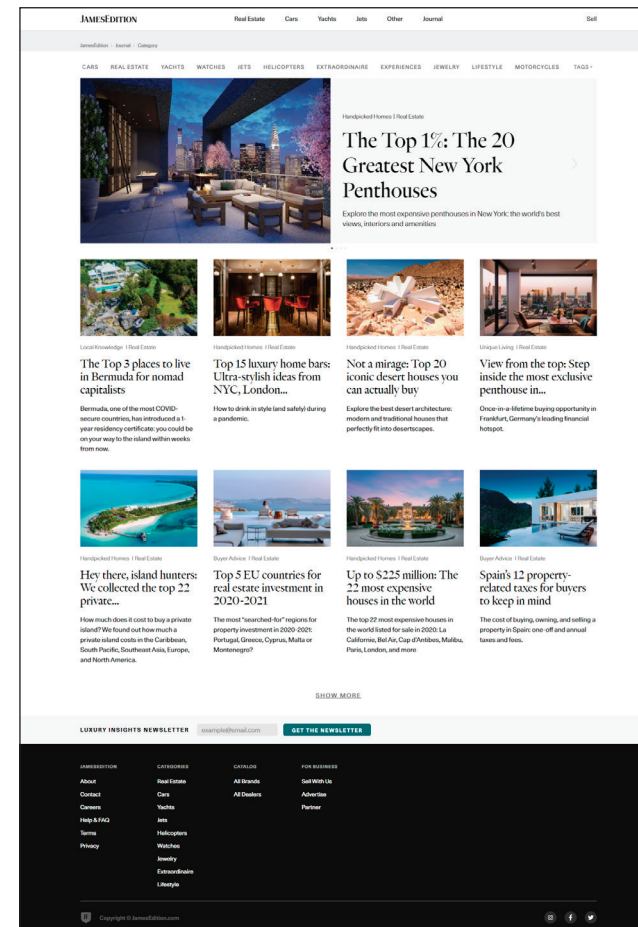 JAMESEDITION
Real Estate Cars Yachts Jets Other Journal Sell
JamesEdition Journal Category
CARS REAL ESTATE YACHTS WATCHES JETS HELICOPTERS EXTRAORDINAIRE EXPERIENCES JEWELRY LIFESTYLE MOTORCYCLES TAGS
Handpicked Homes | Real Estate
The Top 1%: The 20
Greatest New York
Penthouses
Explore the most expensive penthouses in New York: the world's best
views, interiors and amenities
Local Knowledge | Real Estate
The Top 3 places to live
in Bermuda for nomad
capitalists
Bermuda, one of the most COVID-
secure countries, has introduced a 1-
year residency certificate: you could be
on your way to the island within weeks
from now.
Handpicked Homes | Real Estate
Top 15 luxury home bars:
Ultra-stylish ideas from
NYC, London...
How to drink in style (and safely) during
a pandemic.
Handpicked Homes | Real Estate
Not a mirage: Top 20
iconic desert houses you
can actually buy
Explore the best desert architecture:
modern and traditional houses that
perfectly fit into desertscapes.
Unique Living | Real Estate
View from the top: Step
inside the most exclusive
penthouse in...
Once-in-a-lifetime buying opportunity in
Frankfurt, Germany's leading financial
hotspot.
Handpicked Homes | Real Estate
Hey there, island hunters:
We collected the top 22
private...
How much does it cost to buy a private
island? We found out how much a
private island costs in the Caribbean,
South Pacific, Southeast Asia, Europe,
and North America.
Buyer Advice | Real Estate
Top 5 EU countries for
real estate investment in
2020-2021
The most "searched-for" regions for
property investment in 2020-2021:
Portugal, Greece, Cyprus, Malta or
Montenegro?
Handpicked Homes | Real Estate
Up to $225 million: The
22 most expensive
houses in the world
The top 22 most expensive houses in
the world listed for sale in 2020: La
Californie, Bel Air, Cap d'Antibes, Malibu,
Paris, London, and more
Buyer Advice | Real Estate
Spain's 12 property-
related taxes for buyers
to keep in mind
The cost of buying, owning, and selling a
property in Spain: one-off and annual
taxes and fees.
SHOW MORE
LUXURY INSIGHTS NEWSLETTER example@email.com GET THE NEWSLETTER
JAMESEDITION
About
Contact
Careers
Help & FAQ
Terms
Privacy
CATEGORIES
Real Estate
Cars
Yachts
Jets
Helicopters
Watches
Jewelry
Extraordinaire
Lifestyle
CATALOG
All Brands
All Dealers
FOR BUSINESS
Sell With Us
Advertise
Partner
Copyright © JamesEdition.com